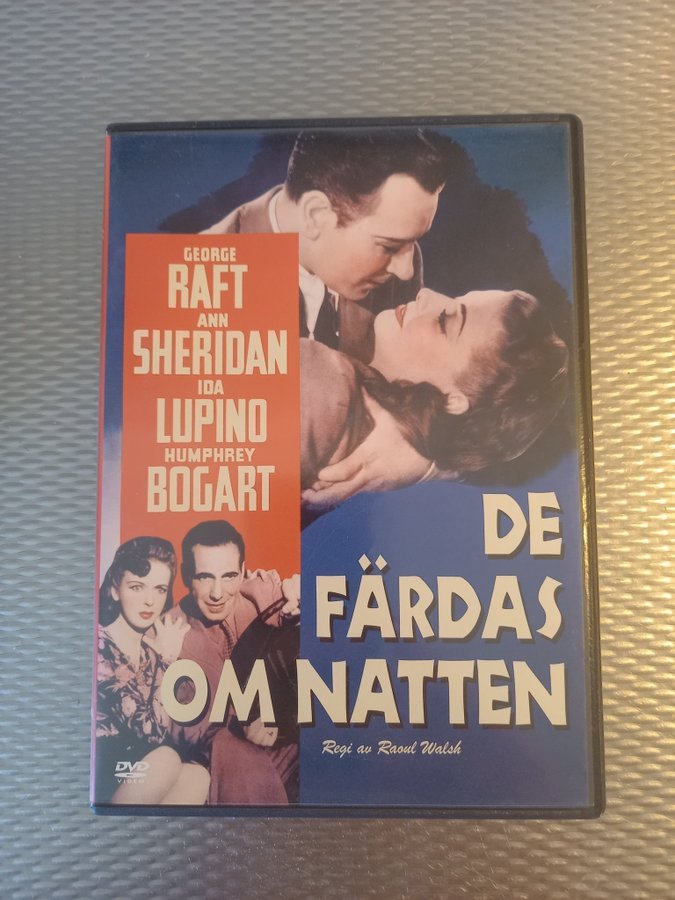 GEORGE
RAFT
ANN
SHERIDAN
IDA
LUPINO
HUMPHREY
BOGART
DE
FÄRDAS
OM NATTEN
Regi av Raoul Walsh
DVD
VIDEO